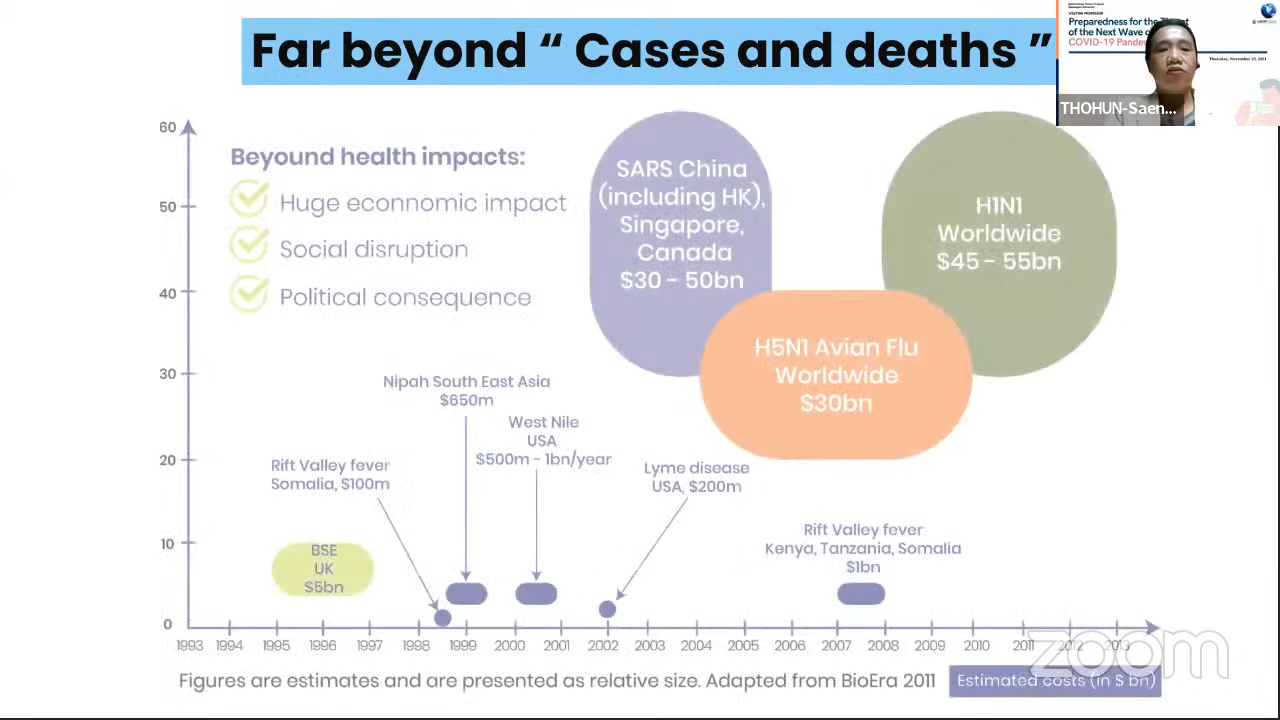 Far beyond “ Cases and deaths ”
VISITING PROFESSOR
Preparedness for the
of the Next Wave
COVID-19
Thursday, November 25, 2021
THOHUN-Saen...
60
50
40
30
20
10
0
Beyound health impacts:
Huge econnomic impact
Social disruption
Political consequence
SARS China
(including HK),
Singapore,
Canada
$30 - 50bn
H1N1
Worldwide
$45 - 55bn
H5N1 Avian Flu
Worldwide
$30bn
Nipah South East Asia
$650m
West Nile
USA
$500m - 1bn/year
Rift Valley fever
Somalia, $100m
Lyme disease
USA, $200m
BSE
UK
$5bn
Rift Valley fever
Kenya, Tanzania, Somalia
$1bn
1993 1994 1995 1996 1997 1998 1999 2000 2001 2002 2003 2004 2005 2006 2007 2008 2009 2010 2011 2012 2013
zoom
Figures are estimates and are presented as relative size. Adapted from BioEra 2011
Estimated costs (in $ bn)